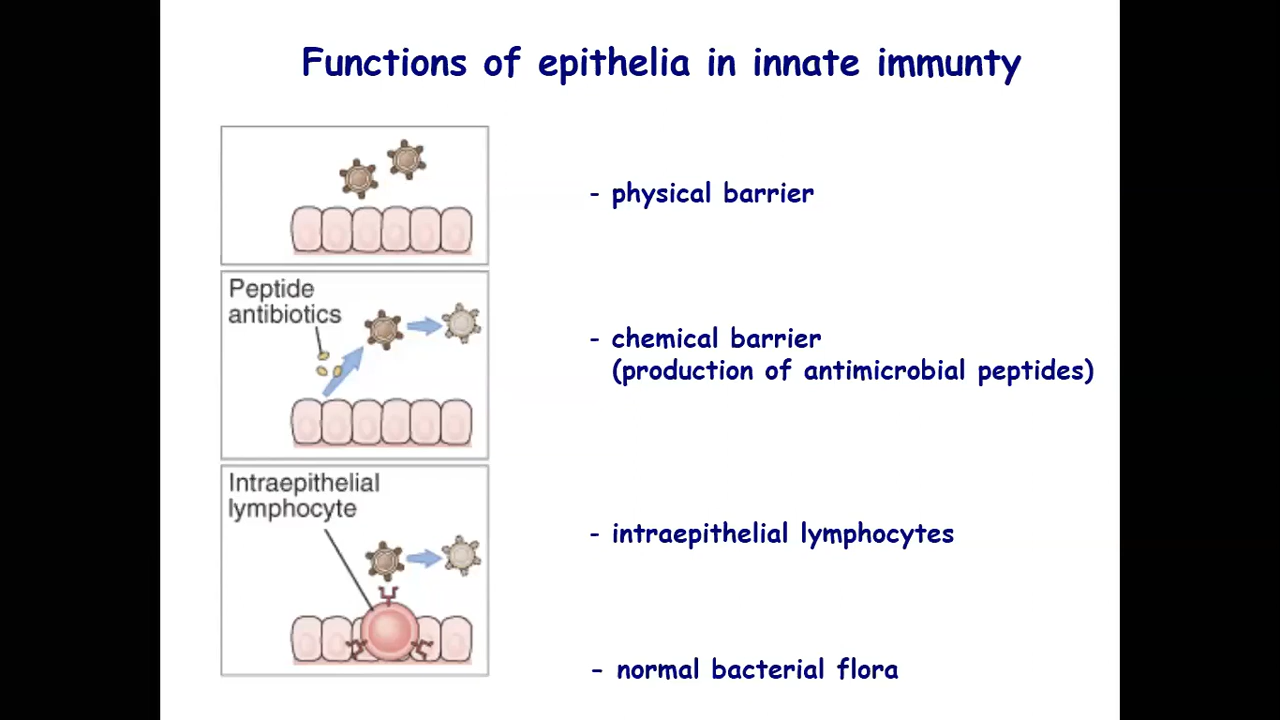 Functions of epithelia in innate immunty
- physical barrier
Peptide
antibiotics
- chemical barrier
(production of antimicrobial peptides)
Intraepithelial
lymphocyte
- intraepithelial lymphocytes
- normal bacterial flora